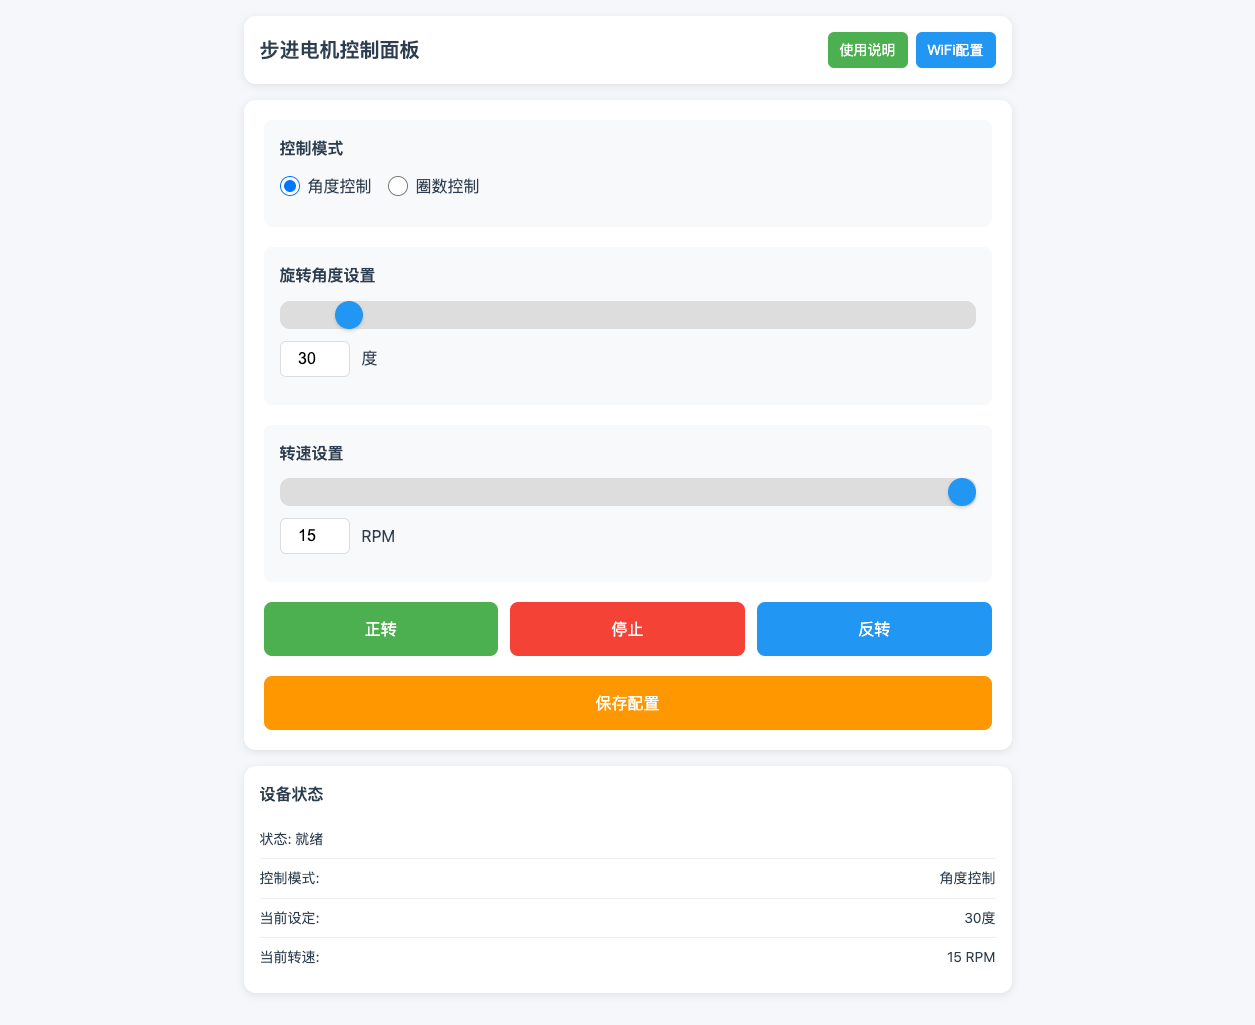 步进电机控制面板
使用说明 WiFi配置
控制模式
角度控制 圈数控制
旋转角度设置
30 度
转速设置
15 RPM
正转 停止 反转
保存配置
设备状态
状态: 就绪
控制模式: 角度控制
当前设定: 30度
当前转速: 15 RPM